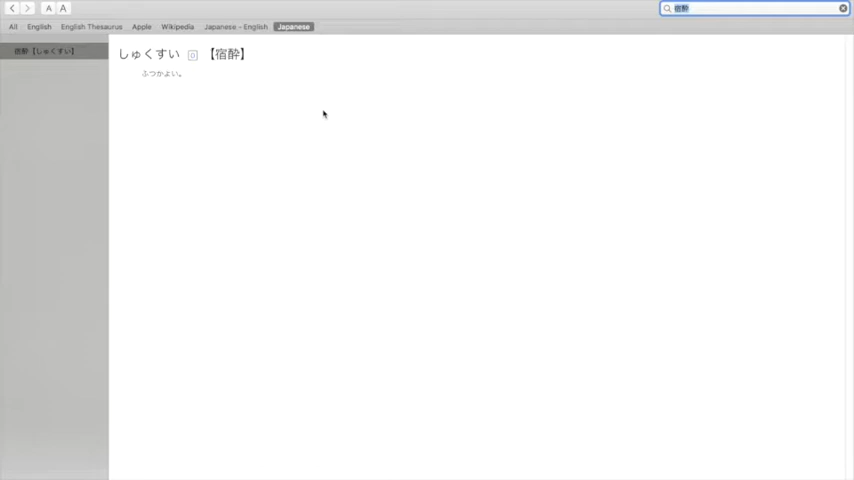 A A
宿酔
All English English Thesaurus Apple Wikipedia Japanese - English Japanese
宿酔【しゅくすい】
しゅくすい 0 【宿酔】
ふつかよい。